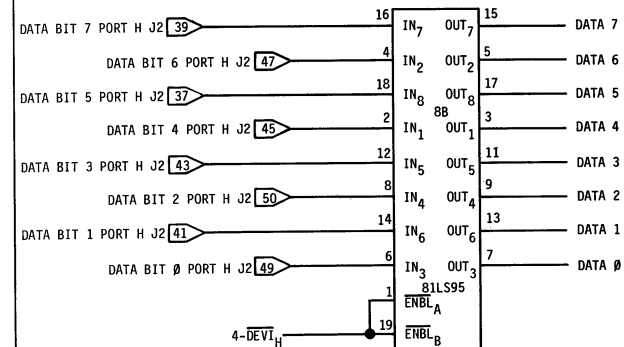 DATA BIT 7 PORT H J2 39 16 IN7 OUT7 15 DATA 7
DATA BIT 6 PORT H J2 47 4 IN2 OUT2 5 DATA 6
DATA BIT 5 PORT H J2 37 18 IN8 OUT8 17 DATA 5
8B
DATA BIT 4 PORT H J2 45 2 IN1 OUT1 3 DATA 4
DATA BIT 3 PORT H J2 43 12 IN5 OUT5 11 DATA 3
DATA BIT 2 PORT H J2 50 8 IN4 OUT4 9 DATA 2
DATA BIT 1 PORT H J2 41 14 IN6 OUT6 13 DATA 1
DATA BIT Ø PORT H J2 49 6 IN3 OUT3 7 DATA Ø
81LS95
1 ENBLA
4-DEVIH 19 ENBLB